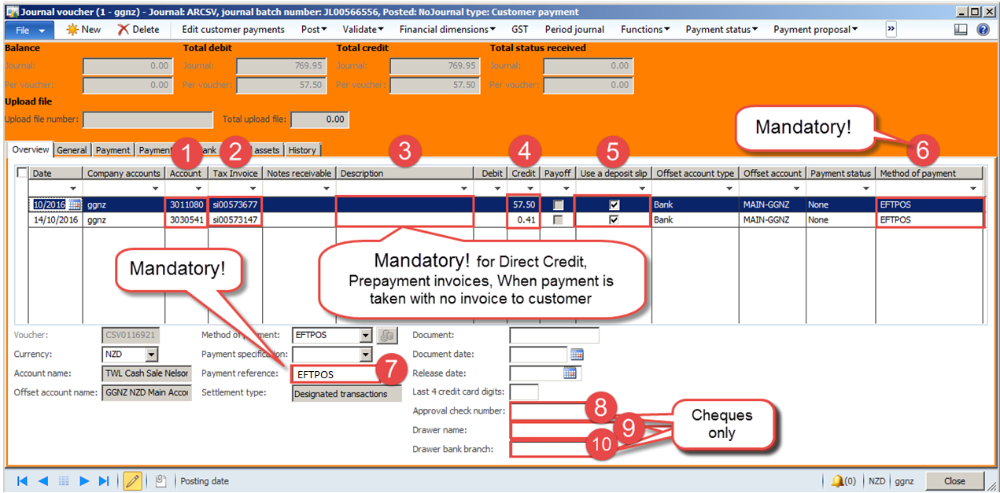 Journal voucher (1 - ggnz) - Journal: ARCSV, journal batch number: JL00566556, Posted: NoJournal type: Customer payment
File New Delete Edit customer payments Post Validate Financial dimensions GST Period journal Functions Payment status Payment proposal »
Balance Total debit Total credit Total status received
Journal: 0.00 Journal: 769.95 Journal: 769.95 Journal: 0.00
Per voucher: 0.00 Per voucher: 57.50 Per voucher: 57.50 Per voucher: 0.00
Upload file
Upload file number: Total upload file: 0.00
Mandatory!
Overview General Payment Payment assets History
1 2 3 4 5 6
Date Company accounts Account Tax Invoice Notes receivable Description Debit Credit Payoff Use a deposit slip Offset account type Offset account Payment status Method of payment
10/2016 ggnz 3011080 si00573677 57.50 Bank MAIN-GGNZ None EFTPOS
14/10/2016 ggnz 3030541 si00573147 0.41 Bank MAIN-GGNZ None EFTPOS
Mandatory!
Mandatory! for Direct Credit,
Prepayment invoices, When payment is
taken with no invoice to customer
Voucher: CSV0116921 Method of payment: EFTPOS Document:
Currency: NZD Payment specification: Document date:
Account name: TWL Cash Sale Nelson Payment reference: EFTPOS 7 Release date:
Offset account name: GGNZ NZD Main Accou Settlement type: Designated transactions Last 4 credit card digits:
Approval check number: 8
Drawer name: 9
Drawer bank branch: 10
Cheques
only
Posting date (0) NZD ggnz Close